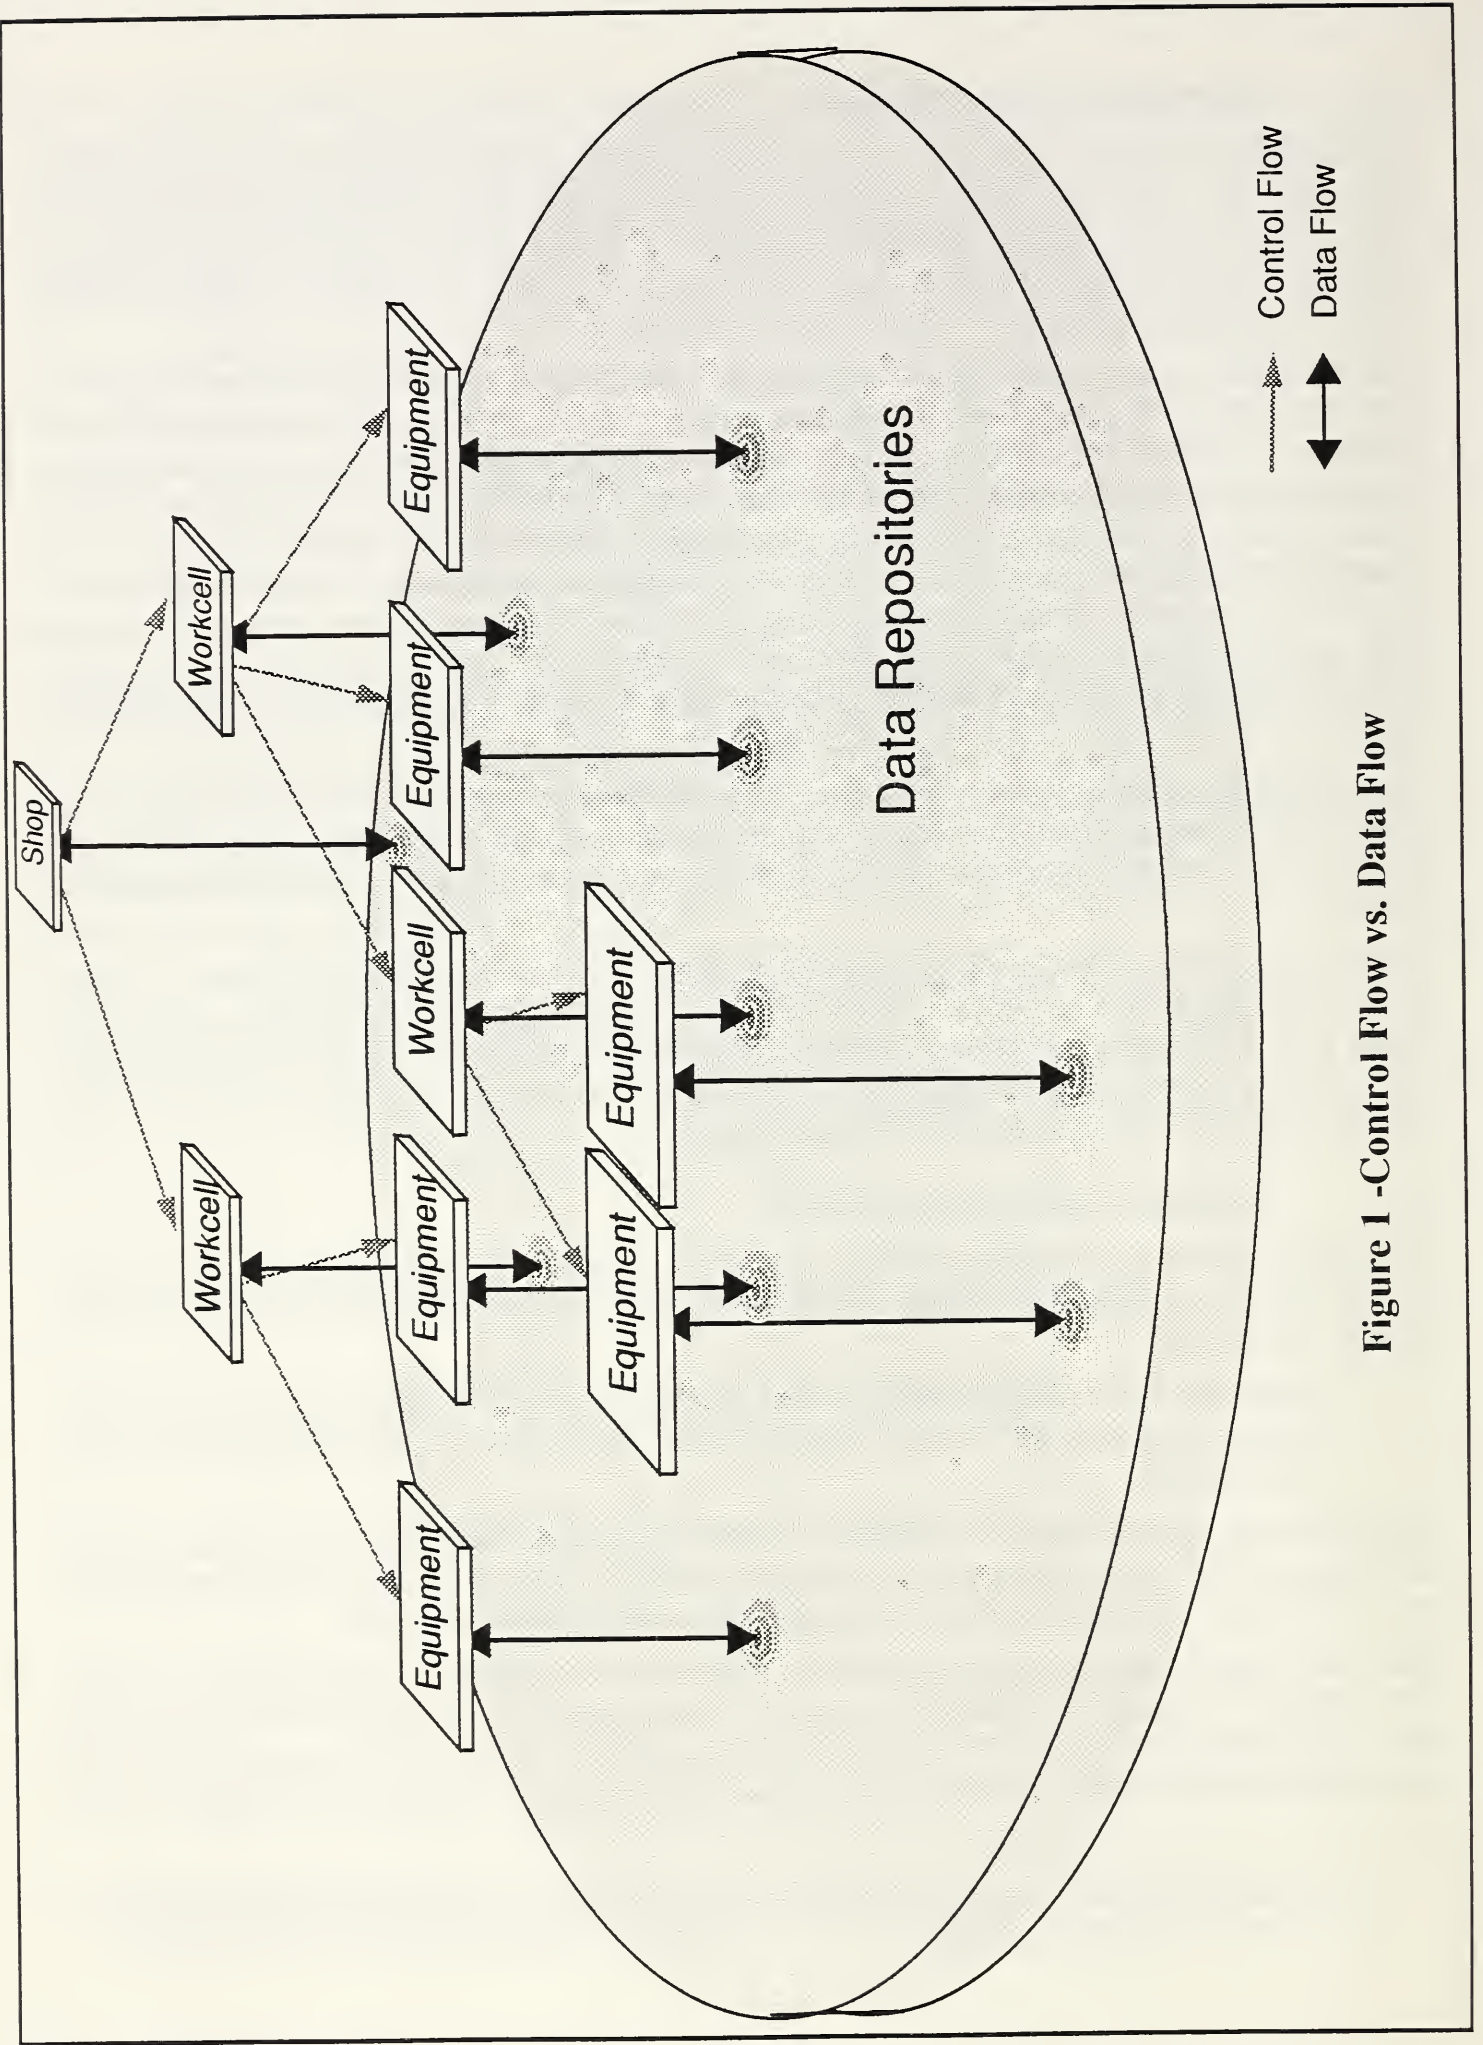 Shop
Workcell
Workcell
Equipment
Equipment
Workcell
Equipment
Equipment
Equipment
Equipment
Data Repositories
Control Flow
Data Flow
Figure 1 -Control Flow vs. Data Flow